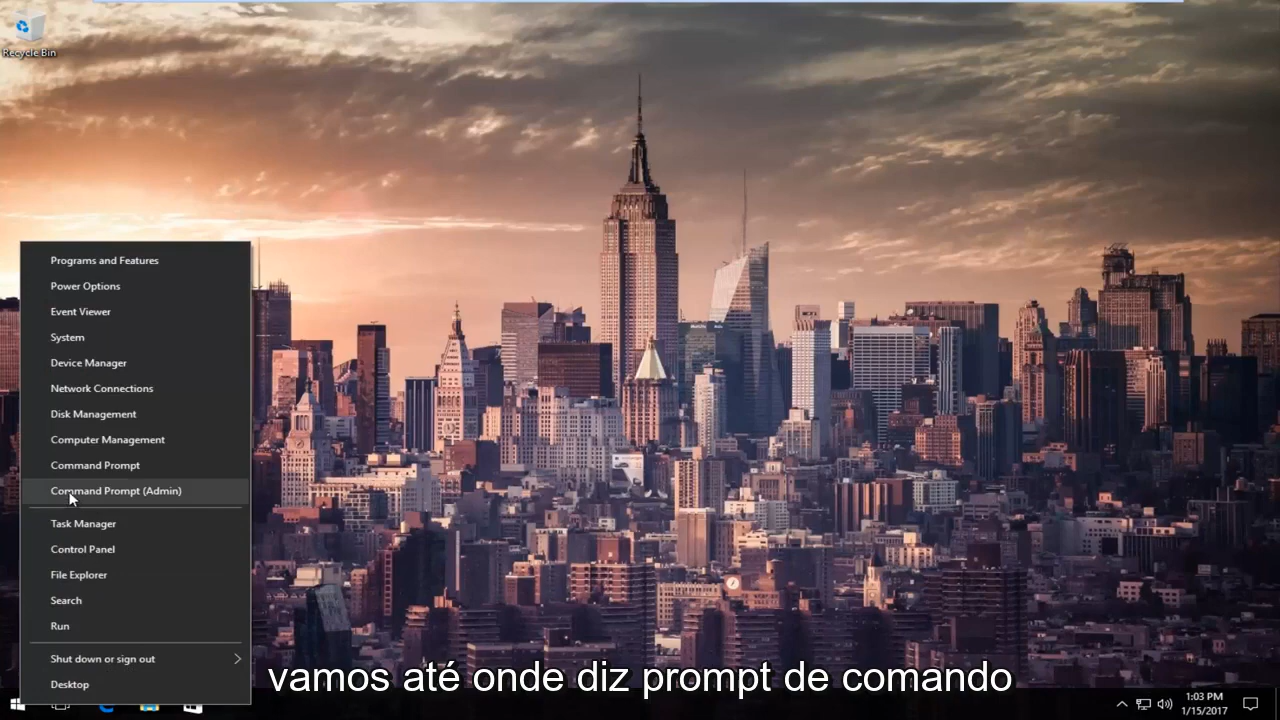 Recycle Bin
Programs and Features
Power Options
Event Viewer
System
Device Manager
Network Connections
Disk Management
Computer Management
Command Prompt
Command Prompt (Admin)
Task Manager
Control Panel
File Explorer
Search
Run
Shut down or sign out
Desktop
vamos até onde diz prompt de comando
1:03 PM
1/15/2017